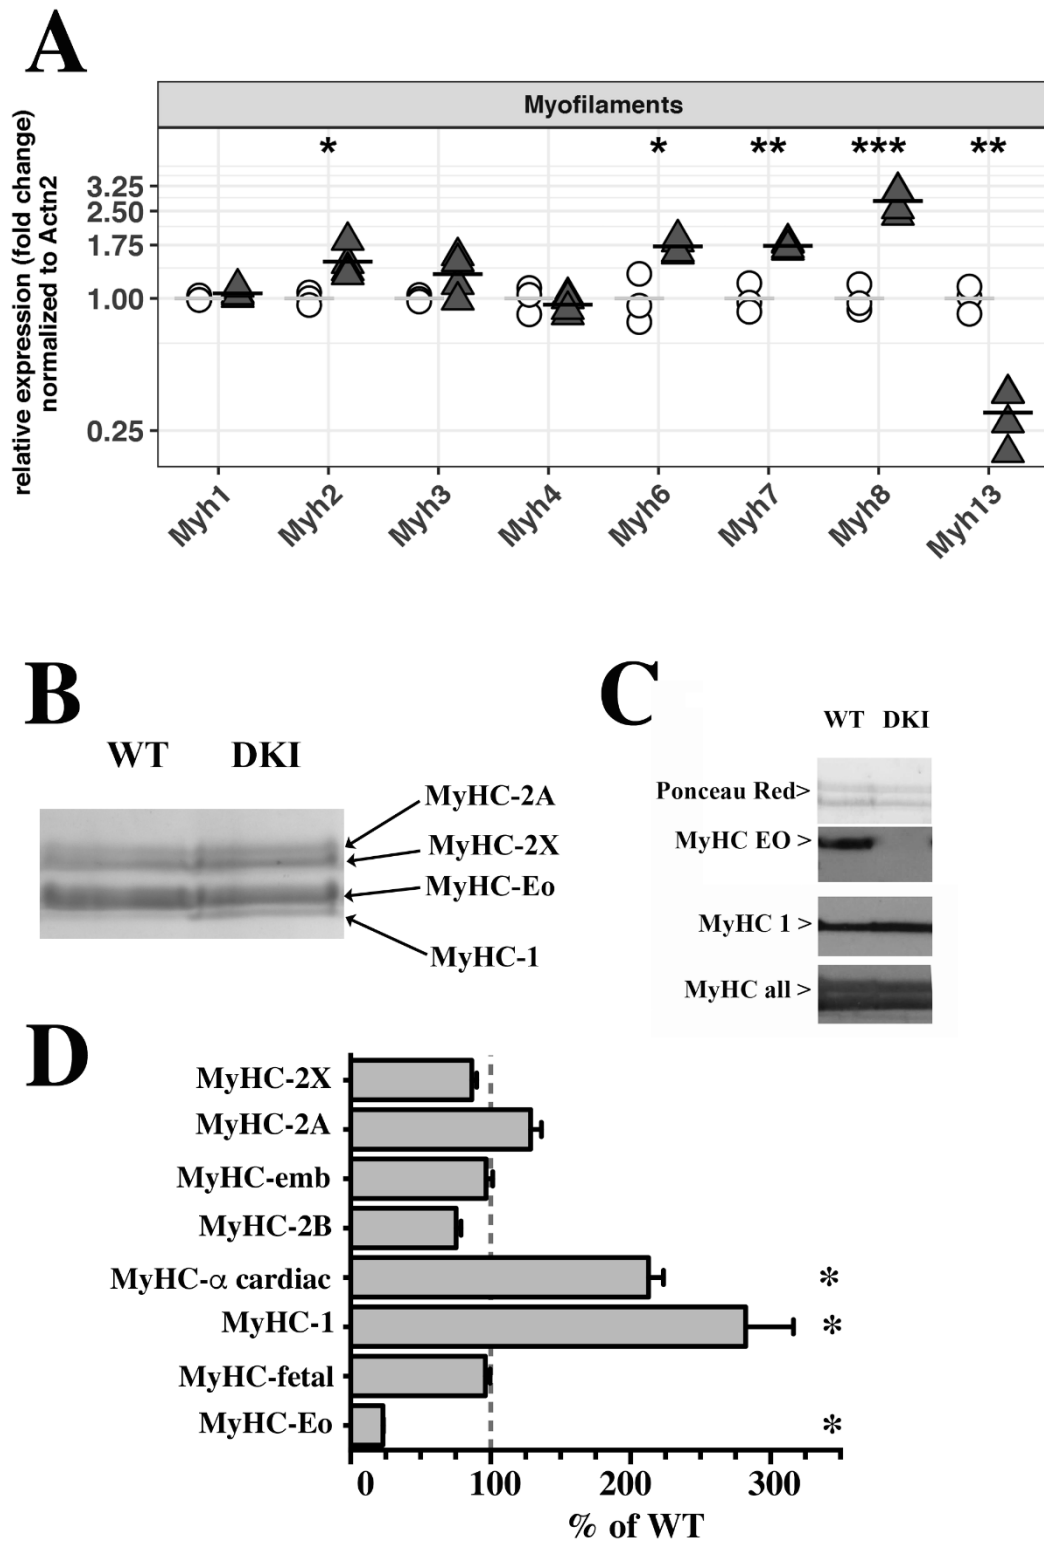 A
Myofilaments
relative expression (fold change)
normalized to Actn2
* * ** *** **
3.25
2.50
1.75
1.00
0.25
Myh1 Myh2 Myh3 Myh4 Myh6 Myh7 Myh8 Myh13
B
WT DKI
MyHC-2A
MyHC-2X
MyHC-Eo
MyHC-1
C
WT DKI
Ponceau Red>
MyHC EO >
MyHC 1 >
MyHC all >
D
MyHC-2X
MyHC-2A
MyHC-emb
MyHC-2B
MyHC-α cardiac *
MyHC-1 *
MyHC-fetal
MyHC-Eo *
0 100 200 300
% of WT